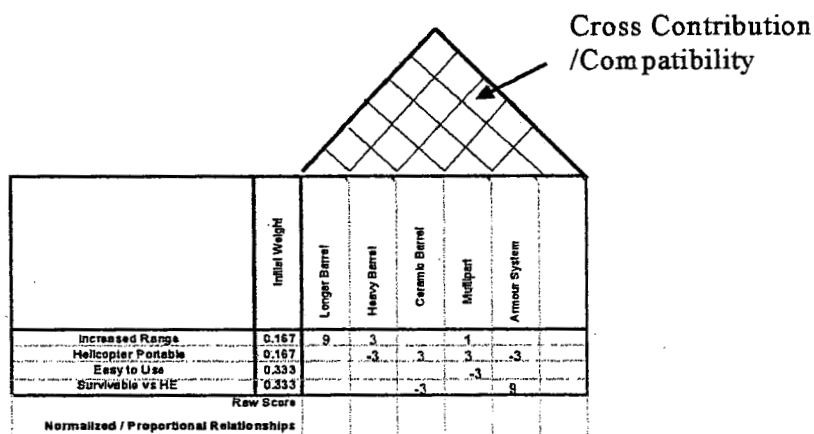 Cross Contribution
/Compatibility
Initial Weight
Longer Barrel
Heavy Barrel
Ceramic Barrel
Multipart
Armour System
Increased Range 0.167 9 3 1
Helicopter Portable 0.167 -3 3 3 -3
Easy to Use 0.333 -3
Survivable vs HE 0.333 -3 9
Raw Score
Normalized / Proportional Relationships